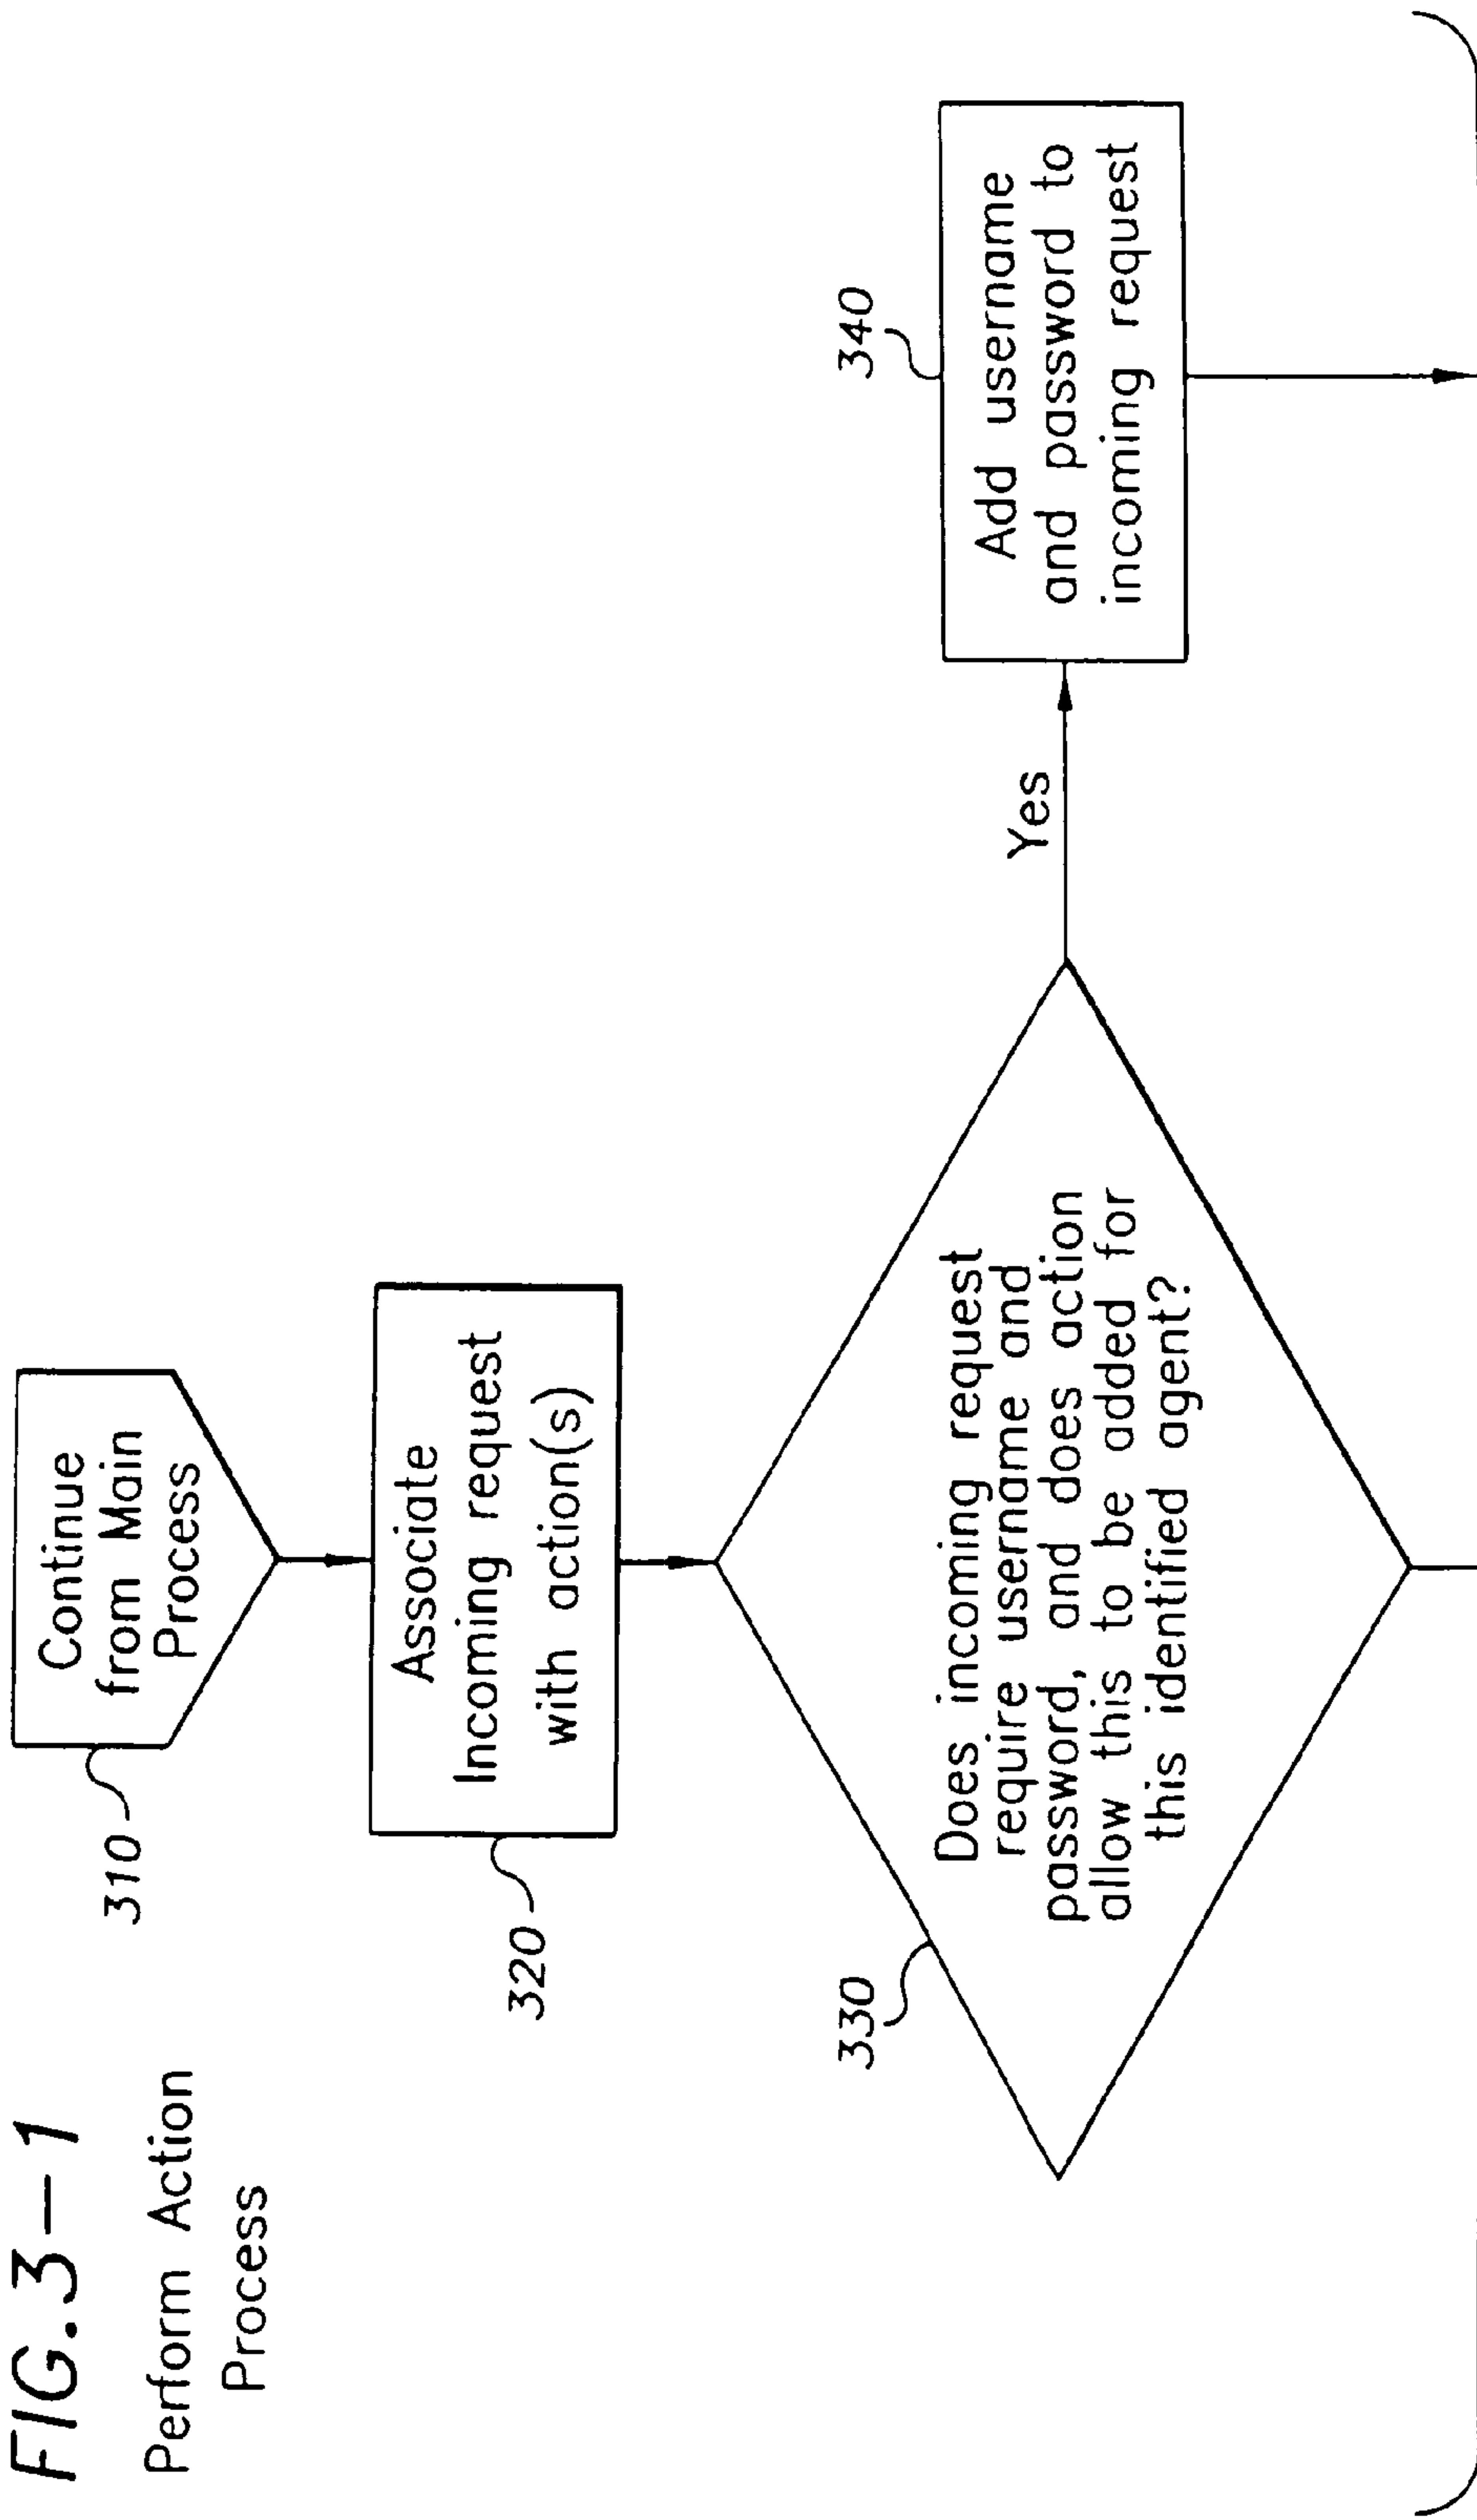 FIG.3–1
Perform Action
Process
310
Continue
from Main
Process
320
Associate
Incoming request
with action(s)
330
Does incoming request
require username and
password, and does action
allow this to be added for
this identified agent?
Yes
340
Add username
and password to
incoming request